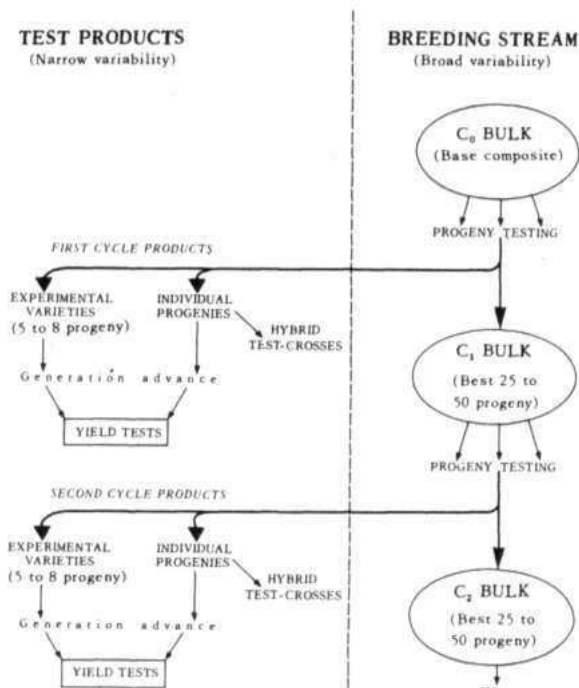 TEST PRODUCTS
(Narrow variability)
BREEDING STREAM
(Broad variability)
C₀ BULK
(Base composite)
PROGENY TESTING
FIRST CYCLE PRODUCTS
EXPERIMENTAL
VARIETIES
(5 to 8 progeny)
INDIVIDUAL
PROGENIES
HYBRID
TEST-CROSSES
Generation advance
YIELD TESTS
C₁ BULK
(Best 25 to
50 progeny)
PROGENY TESTING
SECOND CYCLE PRODUCTS
EXPERIMENTAL
VARIETIES
(5 to 8 progeny)
INDIVIDUAL
PROGENIES
HYBRID
TEST-CROSSES
Generation advance
YIELD TESTS
C₂ BULK
(Best 25 to
50 progeny)